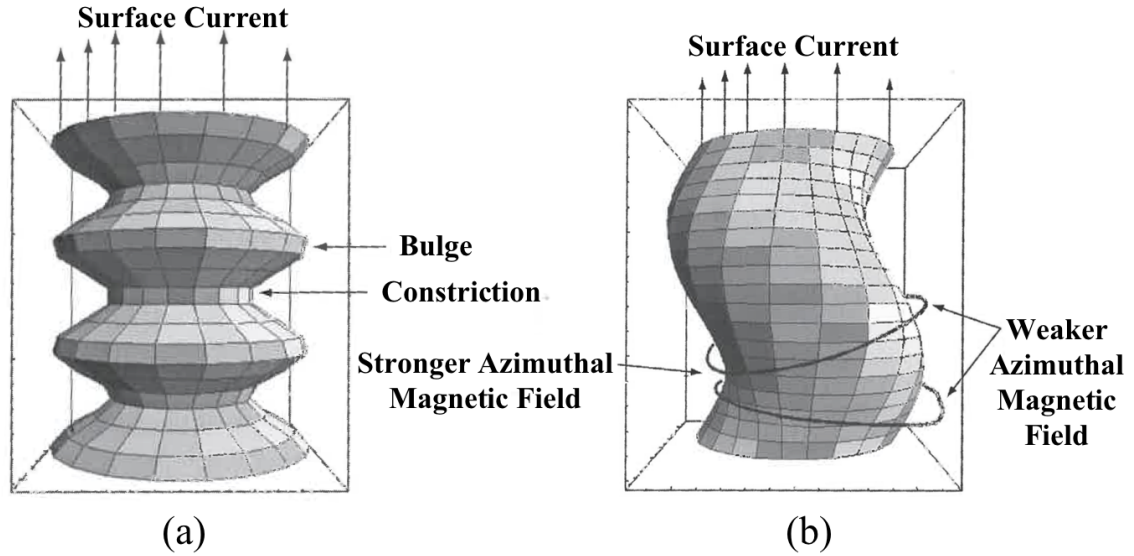 Surface Current
Bulge
Constriction
(a)
Surface Current
Stronger Azimuthal
Magnetic Field
Weaker
Azimuthal
Magnetic
Field
(b)